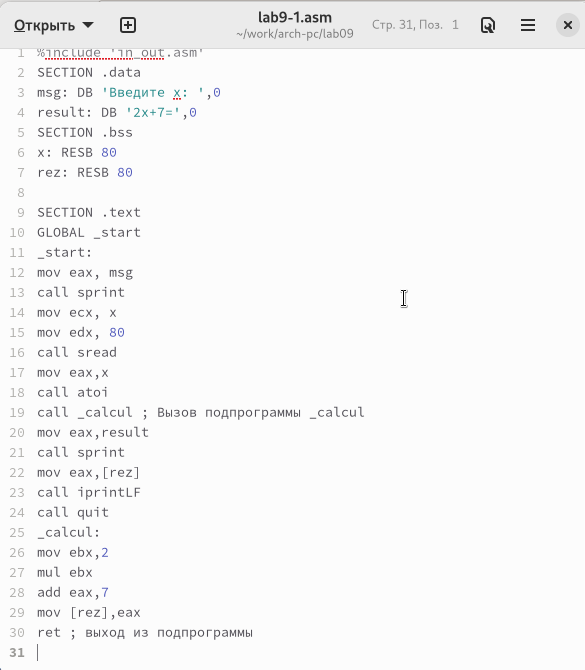 Открыть
lab9-1.asm
~/work/arch-pc/lab09
Стр. 31, Поз. 1
1 %include 'in_out.asm'
2 SECTION .data
3 msg: DB 'Введите x: ',0
4 result: DB '2x+7=',0
5 SECTION .bss
6 x: RESB 80
7 rez: RESB 80
8
9 SECTION .text
10 GLOBAL _start
11 _start:
12 mov eax, msg
13 call sprint
14 mov ecx, x
15 mov edx, 80
16 call sread
17 mov eax,x
18 call atoi
19 call _calcul ; Вызов подпрограммы _calcul
20 mov eax,result
21 call sprint
22 mov eax,[rez]
23 call iprintLF
24 call quit
25 _calcul:
26 mov ebx,2
27 mul ebx
28 add eax,7
29 mov [rez],eax
30 ret ; выход из подпрограммы
31